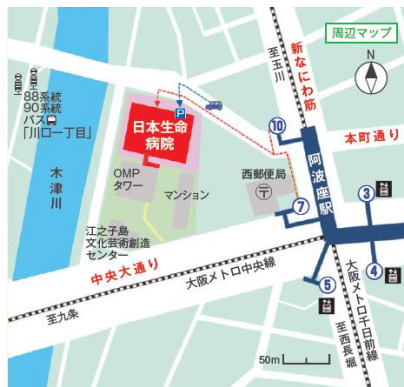 周辺マップ
N
至玉川
新なにわ筋
88系統
90系統
バス
「川口一丁目」
P
日本生命
病院
⑩
本町通り
阿波座駅
木津川
OMP
タワー
マンション
西郵便局
〒
⑦
③
江之子島
文化芸術創造
センター
中央大通り
大阪メトロ中央線
④
⑤
至九条
大阪メトロ千日前線
至西長堀
50m